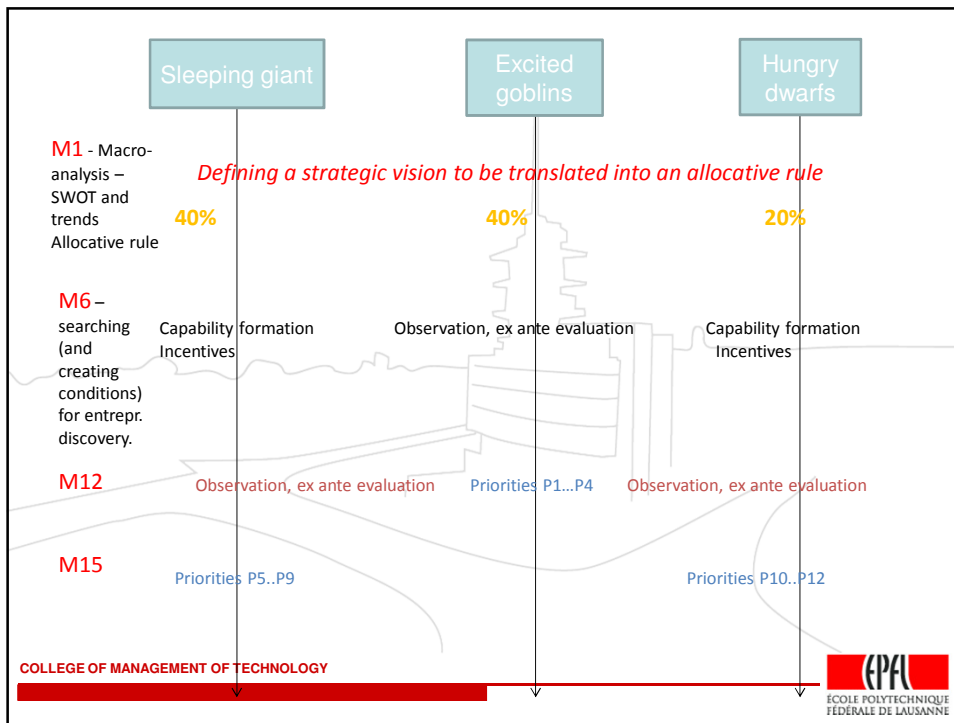 Sleeping giant
Excited
goblins
Hungry
dwarfs
M1 - Macro-
analysis –
SWOT and
trends
Allocative rule
Defining a strategic vision to be translated into an allocative rule
40%
40%
20%
M6 –
searching
(and
creating
conditions)
for entrepr.
discovery.
Capability formation
Incentives
Observation, ex ante evaluation
Capability formation
Incentives
M12
Observation, ex ante evaluation
Priorities P1...P4
Observation, ex ante evaluation
M15
Priorities P5..P9
Priorities P10..P12
COLLEGE OF MANAGEMENT OF TECHNOLOGY
EPFL
ÉCOLE POLYTECHNIQUE
FÉDÉRALE DE LAUSANNE